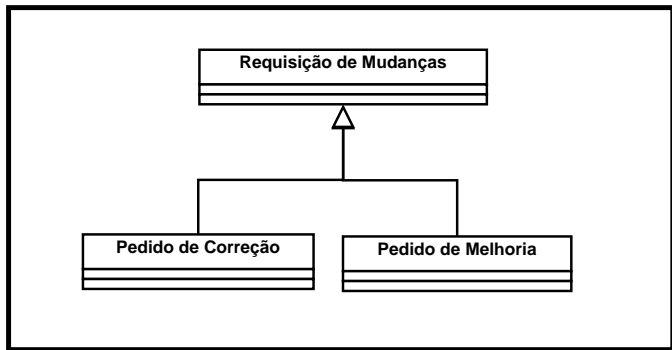 Requisição de Mudanças
Pedido de Correção
Pedido de Melhoria